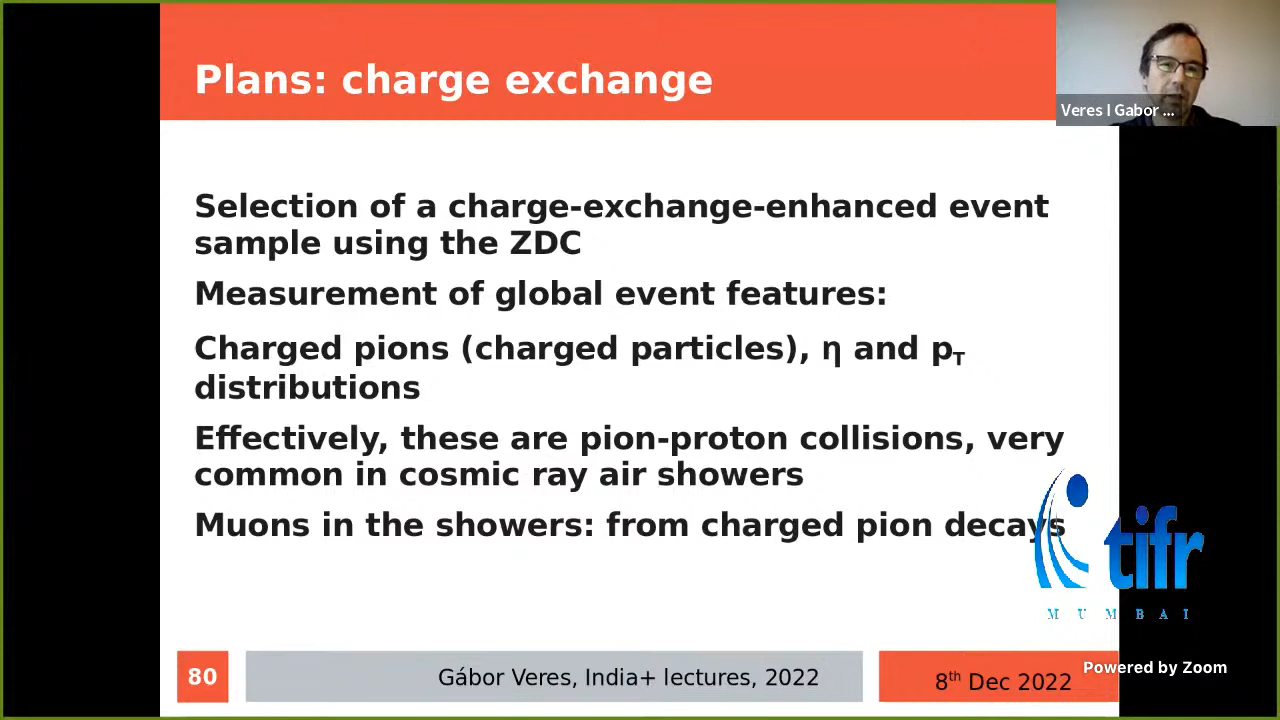 Plans: charge exchange
Veres I Gabor ...
Selection of a charge-exchange-enhanced event
sample using the ZDC
Measurement of global event features:
Charged pions (charged particles), η and pT
distributions
Effectively, these are pion-proton collisions, very
common in cosmic ray air showers
Muons in the showers: from charged pion decays
tifr
MUMBAI
80
Gábor Veres, India+ lectures, 2022
8th Dec 2022
Powered by Zoom